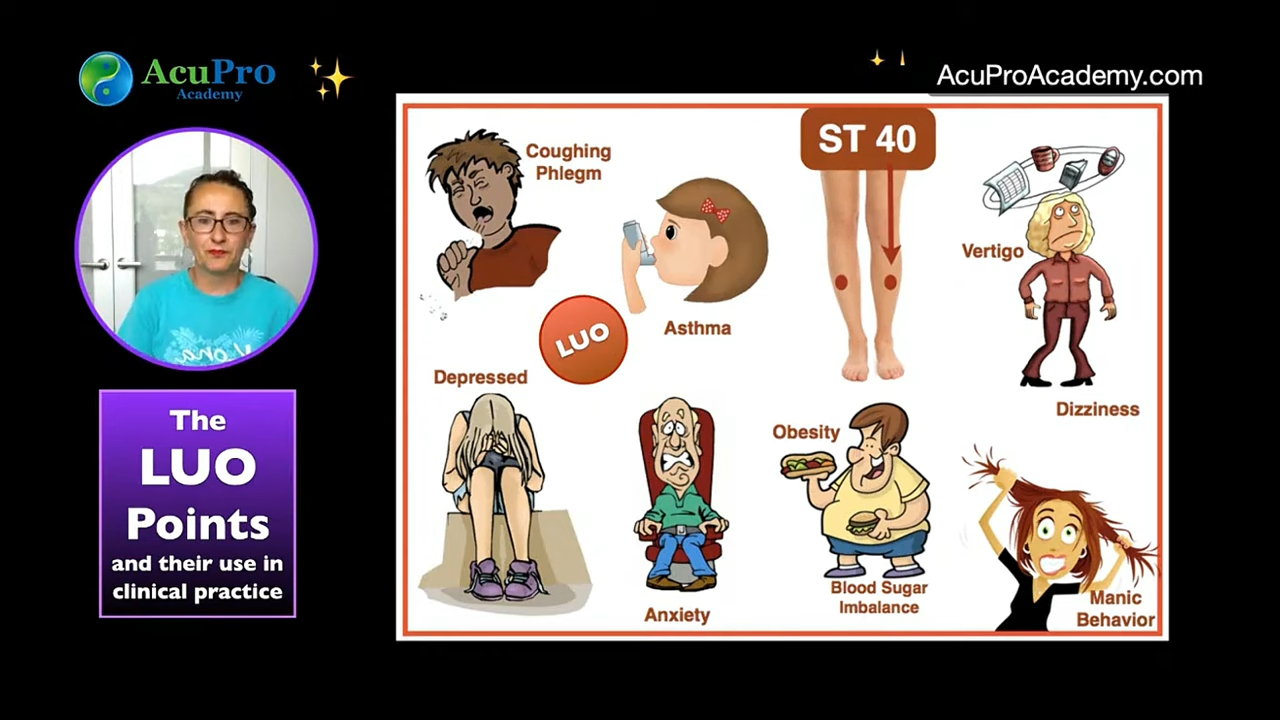 AcuPro
Academy
AcuProAcademy.com
The
LUO
Points
and their use in
clinical practice
Coughing
Phlegm
ST 40
Vertigo
LUO
Asthma
Depressed
Dizziness
Obesity
Anxiety
Blood Sugar
Imbalance
Manic
Behavior